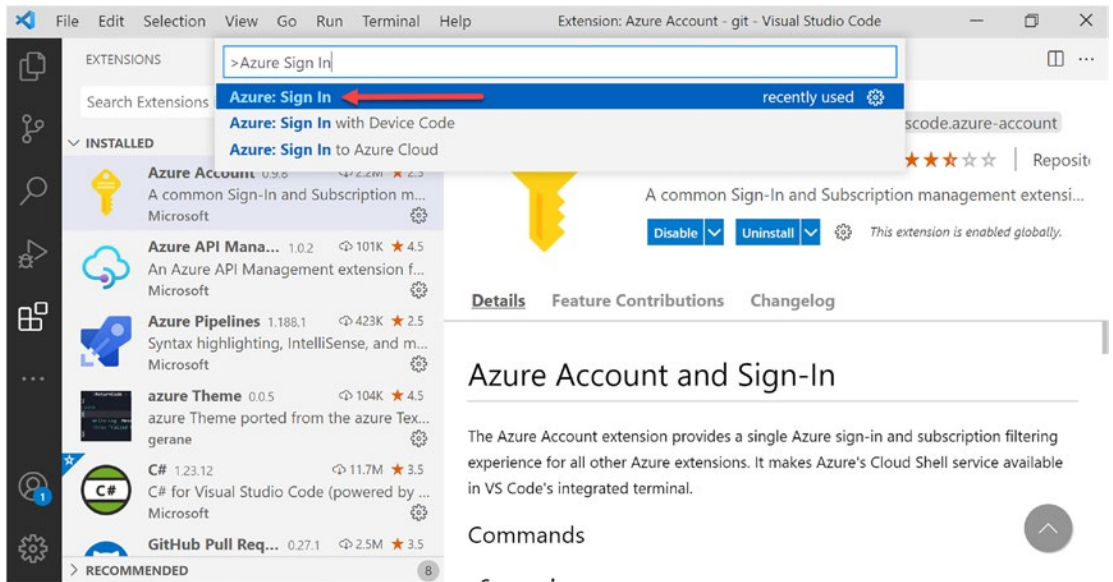 File Edit Selection View Go Run Terminal Help Extension: Azure Account - git - Visual Studio Code
EXTENSIONS
>Azure Sign In
Search Extensions
Azure: Sign In recently used
Azure: Sign In with Device Code
Azure: Sign In to Azure Cloud
INSTALLED
Azure Account 0.9.6 2.2M 2.5
A common Sign-In and Subscription m...
Microsoft
Azure API Mana... 1.0.2 101K 4.5
An Azure API Management extension f...
Microsoft
Azure Pipelines 1.188.1 423K 2.5
Syntax highlighting, IntelliSense, and m...
Microsoft
azure Theme 0.0.5 104K 4.5
azure Theme ported from the azure Tex...
gerane
C# 1.23.12 11.7M 3.5
C# for Visual Studio Code (powered by ...
Microsoft
GitHub Pull Req... 0.27.1 2.5M 3.5
RECOMMENDED 8
C#
1
scode.azure-account
Reposit
A common Sign-In and Subscription management extensi...
Disable Uninstall This extension is enabled globally.
Details Feature Contributions Changelog
Azure Account and Sign-In
The Azure Account extension provides a single Azure sign-in and subscription filtering
experience for all other Azure extensions. It makes Azure's Cloud Shell service available
in VS Code's integrated terminal.
Commands